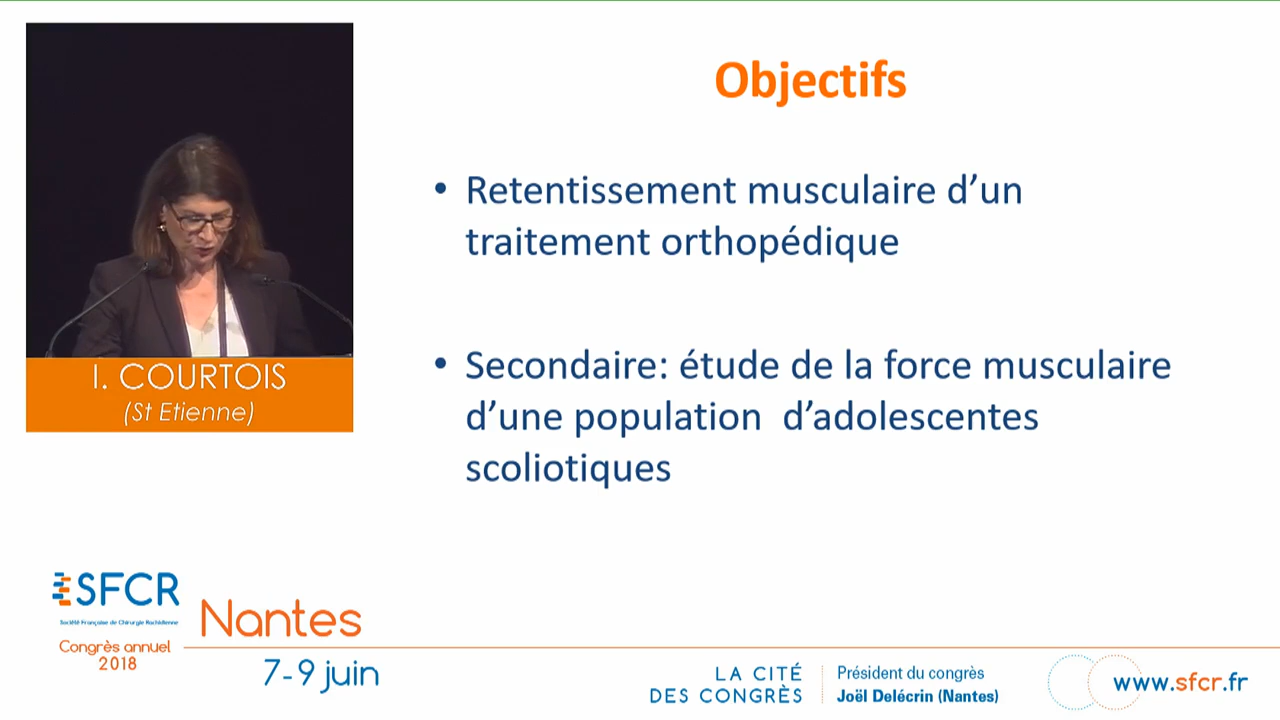 Objectifs
• Retentissement musculaire d’un
traitement orthopédique
• Secondaire: étude de la force musculaire
d’une population d’adolescentes
scoliotiques
I. COURTOIS
(St Etienne)
SFCR
Société Française de Chirurgie Rachidienne
Congrès annuel
2018
Nantes
7-9 juin
LA CITÉ
DES CONGRÈS
Président du congrès
Joël Delécrin (Nantes)
www.sfcr.fr